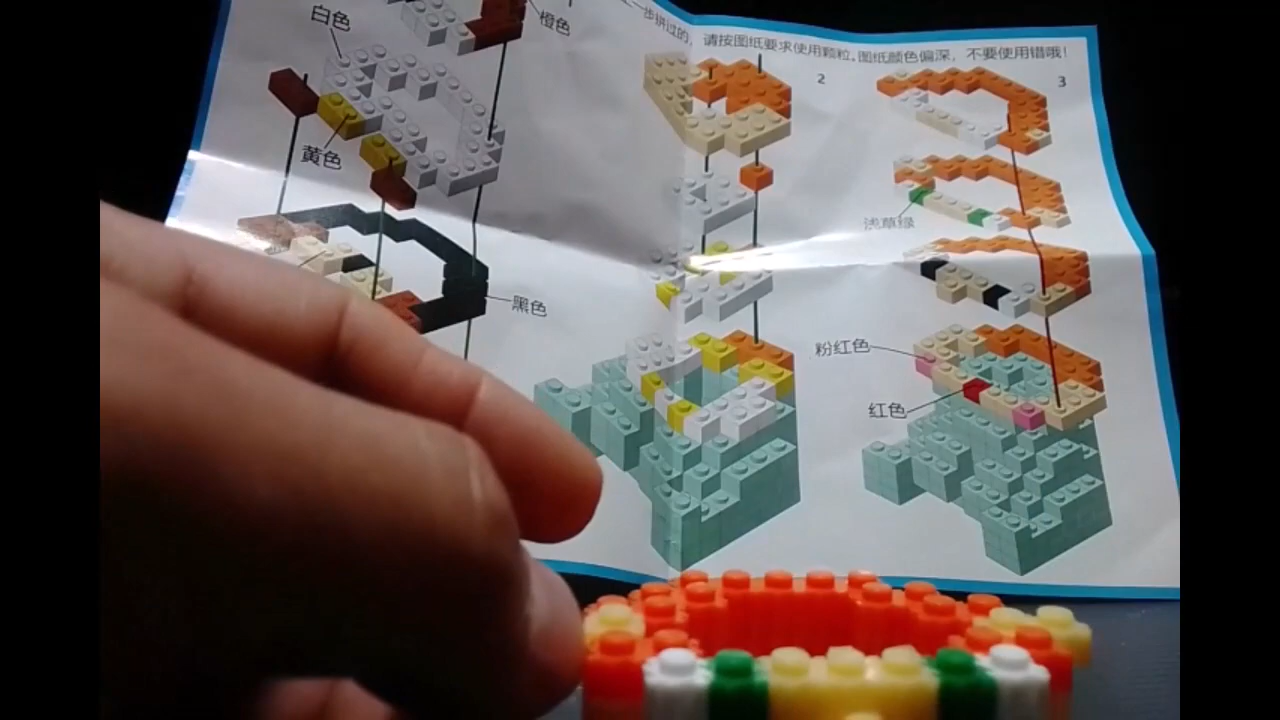 橙色
步拼过的，请按图纸要求使用颗粒。图纸颜色偏深，不要使用错哦！
白色
2
3
黄色
浅草绿
黑色
粉红色
红色